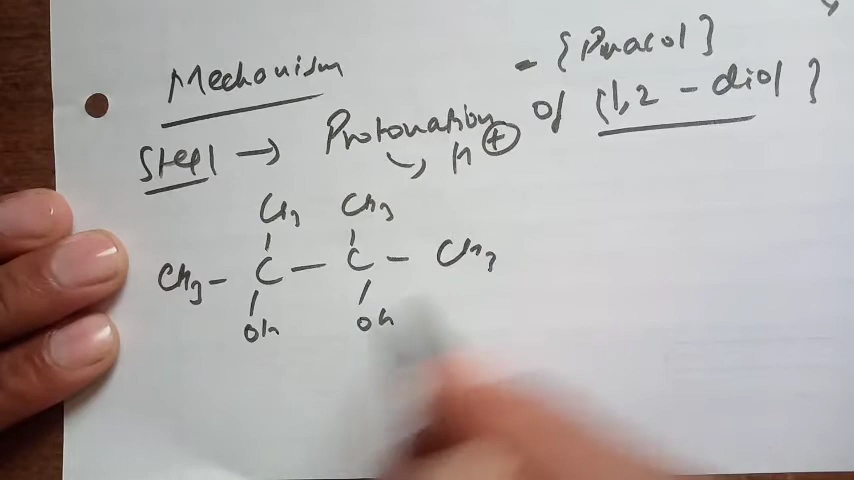 - {Pinacol}
Mechanism
Step1 → Protonation of {1,2 - diol}
↳ H⊕
CH3 CH3
CH3 - C - C - CH3
OH OH